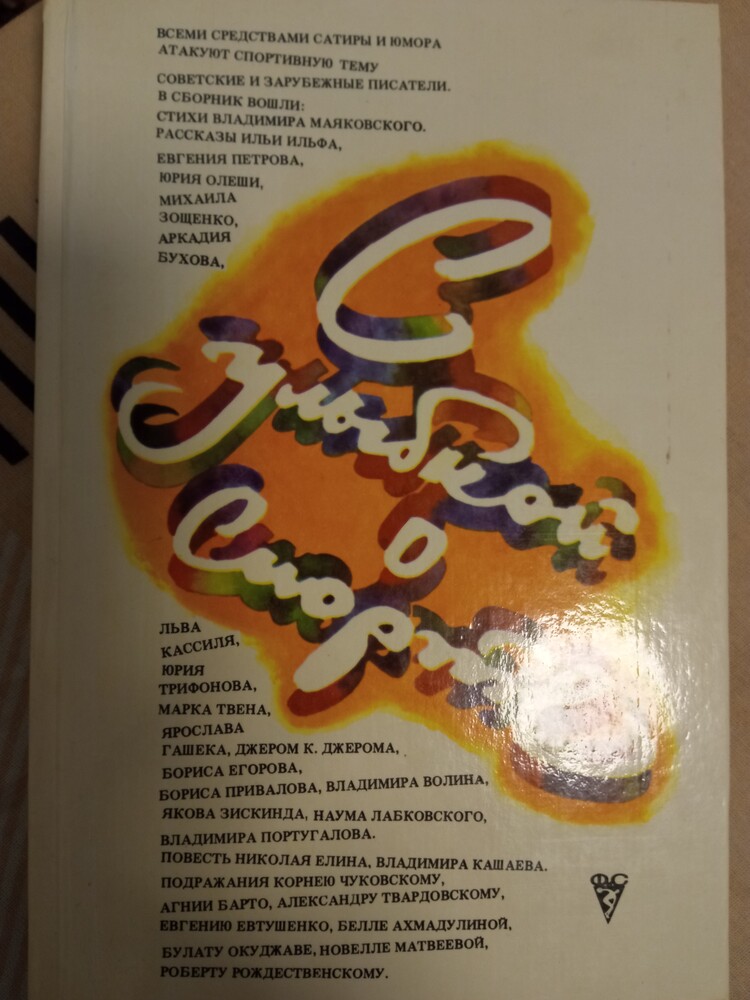 ВСЕМИ СРЕДСТВАМИ САТИРЫ И ЮМОРА
АТАКУЮТ СПОРТИВНУЮ ТЕМУ
СОВЕТСКИЕ И ЗАРУБЕЖНЫЕ ПИСАТЕЛИ.
В СБОРНИК ВОШЛИ:
СТИХИ ВЛАДИМИРА МАЯКОВСКОГО.
РАССКАЗЫ ИЛЬИ ИЛЬФА,
ЕВГЕНИЯ ПЕТРОВА,
ЮРИЯ ОЛЕШИ,
МИХАИЛА
ЗОЩЕНКО,
АРКАДИЯ
БУХОВА,
С
улыбкой
о
Спорте
ЛЬВА
КАССИЛЯ,
ЮРИЯ
ТРИФОНОВА,
МАРКА ТВЕНА,
ЯРОСЛАВА
ГАШЕКА, ДЖЕРОМ К. ДЖЕРОМА,
БОРИСА ЕГОРОВА,
БОРИСА ПРИВАЛОВА, ВЛАДИМИРА ВОЛИНА,
ЯКОВА ЗИСКИНДА, НАУМА ЛАБКОВСКОГО,
ВЛАДИМИРА ПОРТУГАЛОВА.
ПОВЕСТЬ НИКОЛАЯ ЕЛИНА, ВЛАДИМИРА КАШАЕВА.
ПОДРАЖАНИЯ КОРНЕЮ ЧУКОВСКОМУ,
АГНИИ БАРТО, АЛЕКСАНДРУ ТВАРДОВСКОМУ,
ЕВГЕНИЮ ЕВТУШЕНКО, БЕЛЛЕ АХМАДУЛИНОЙ,
БУЛАТУ ОКУДЖАВЕ, НОВЕЛЛЕ МАТВЕЕВОЙ,
РОБЕРТУ РОЖДЕСТВЕНСКОМУ.
ФиС